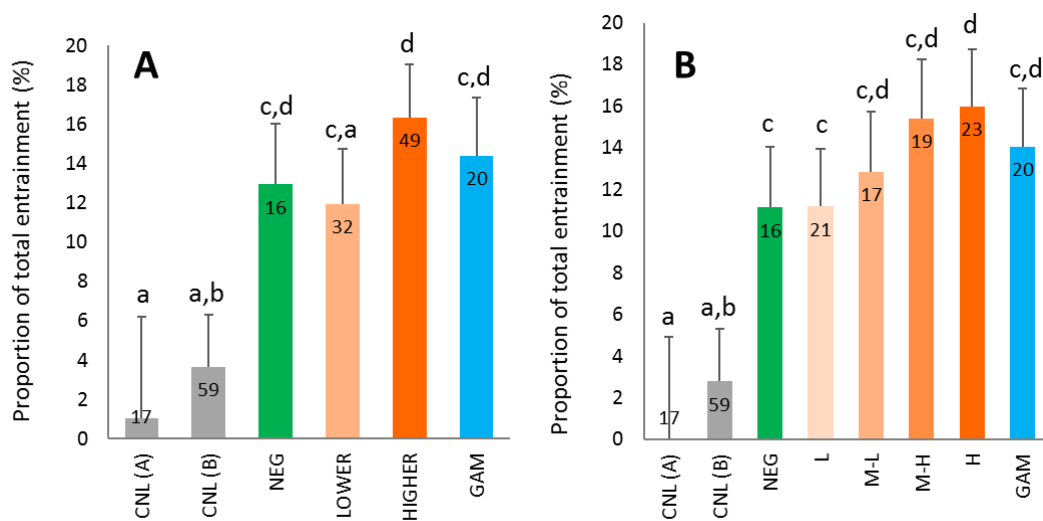 A
Proportion of total entrainment (%)
20
18
16
14
12
10
8
6
4
2
0
a
a,b
c,d
c,a
d
c,d
17
59
16
32
49
20
CNL (A)
CNL (B)
NEG
LOWER
HIGHER
GAM
B
Proportion of total entrainment (%)
20
18
16
14
12
10
8
6
4
2
0
a
a,b
c
c
c,d
c,d
d
c,d
17
59
16
21
17
19
23
20
CNL (A)
CNL (B)
NEG
L
M-L
M-H
H
GAM